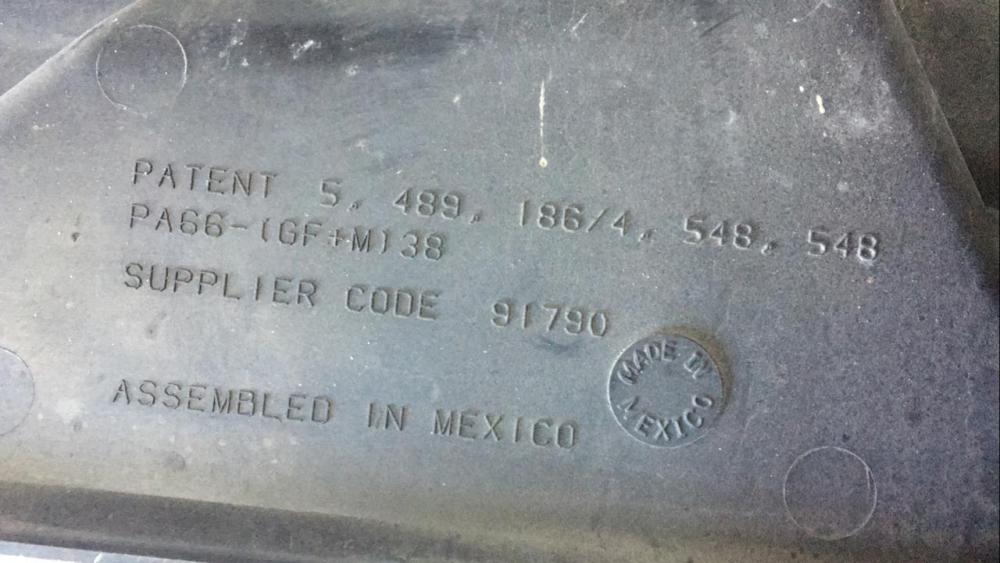 PATENT 5, 489, 186/4, 548, 548
PA66-(GF+M)38
SUPPLIER CODE 91790
MADE IN
MEXICO
ASSEMBLED IN MEXICO